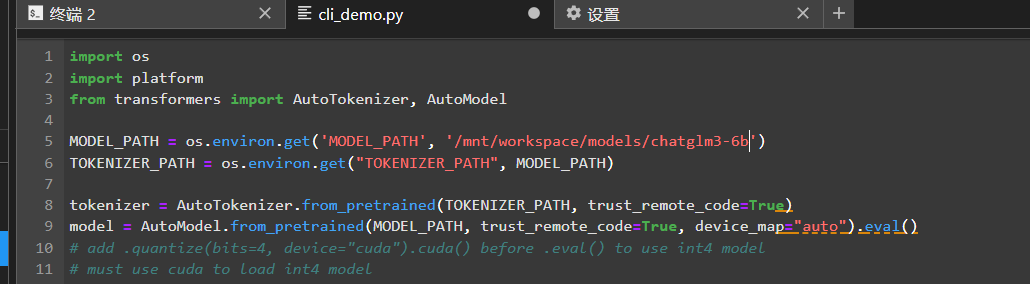 终端 2
cli_demo.py
设置
1 import os
2 import platform
3 from transformers import AutoTokenizer, AutoModel
4
5 MODEL_PATH = os.environ.get('MODEL_PATH', '/mnt/workspace/models/chatglm3-6b')
6 TOKENIZER_PATH = os.environ.get("TOKENIZER_PATH", MODEL_PATH)
7
8 tokenizer = AutoTokenizer.from_pretrained(TOKENIZER_PATH, trust_remote_code=True)
9 model = AutoModel.from_pretrained(MODEL_PATH, trust_remote_code=True, device_map="auto").eval()
10 # add .quantize(bits=4, device="cuda").cuda() before .eval() to use int4 model
11 # must use cuda to load int4 model